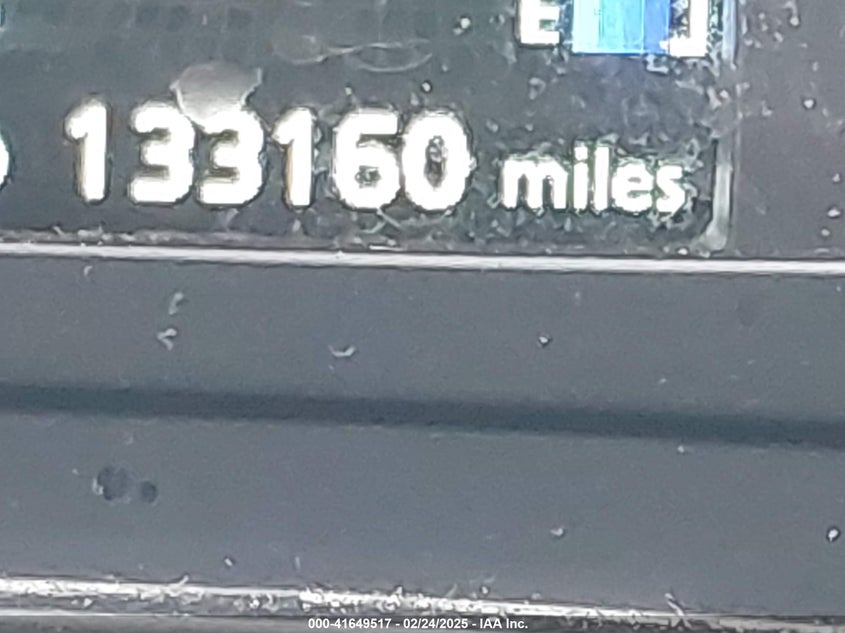 E
133160 miles
000-41649517 - 02/24/2025 - IAA Inc.